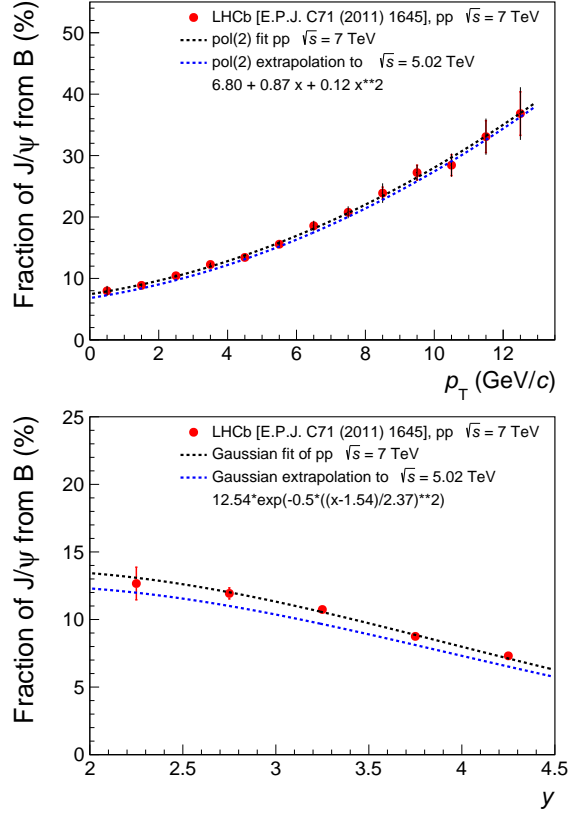 50
40
30
20
10
0
Fraction of J/ψ from B (%)
LHCb [E.P.J. C71 (2011) 1645], pp √s = 7 TeV
pol(2) fit pp √s = 7 TeV
pol(2) extrapolation to √s = 5.02 TeV
6.80 + 0.87 x + 0.12 x**2
0 2 4 6 8 10 12
p_T (GeV/c)
25
20
15
10
5
0
Fraction of J/ψ from B (%)
LHCb [E.P.J. C71 (2011) 1645], pp √s = 7 TeV
Gaussian fit of pp √s = 7 TeV
Gaussian extrapolation to √s = 5.02 TeV
12.54*exp(-0.5*((x-1.54)/2.37)**2)
2 2.5 3 3.5 4 4.5
y